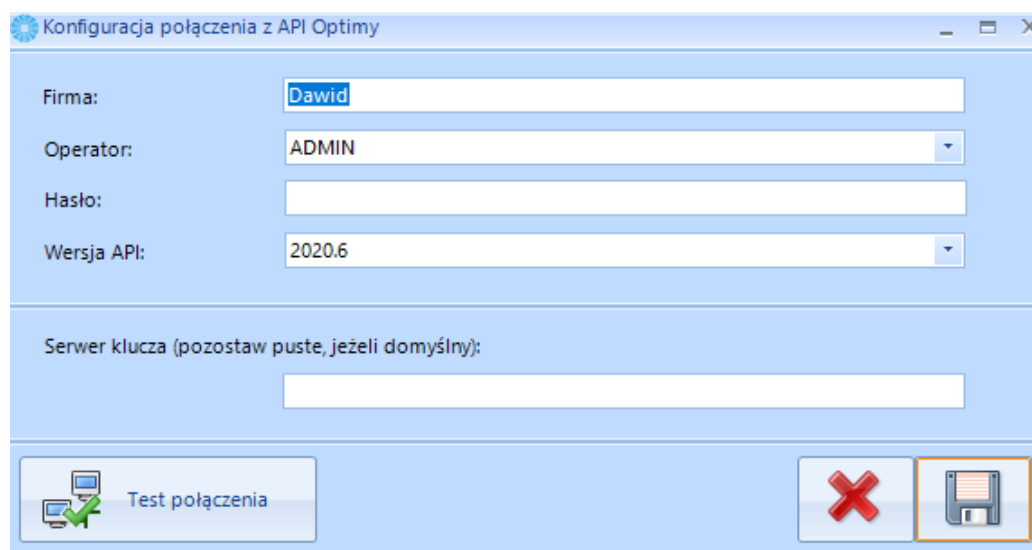 Konfiguracja połączenia z API Optimy
Firma: Dawid
Operator: ADMIN
Hasło:
Wersja API: 2020.6
Serwer klucza (pozostaw puste, jeżeli domyślny):
Test połączenia